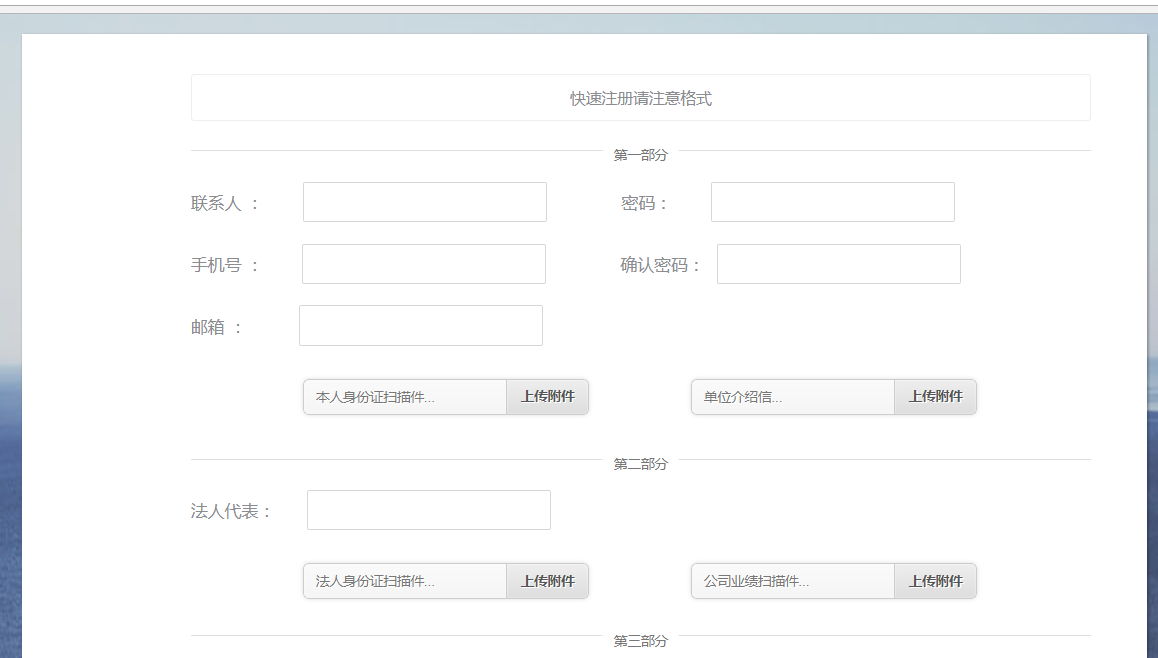 快速注册请注意格式
第一部分
联系人 ： 密码：
手机号 ： 确认密码：
邮箱 ：
本人身份证扫描件... 上传附件 单位介绍信... 上传附件
第二部分
法人代表：
法人身份证扫描件... 上传附件 公司业绩扫描件... 上传附件
第三部分